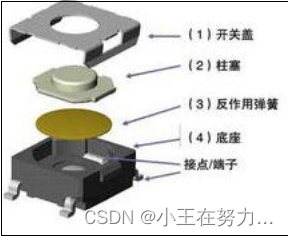 (1)开关盖
(2)柱塞
(3)反作用弹簧
(4)底座
接点/端子
CSDN @小王在努力...